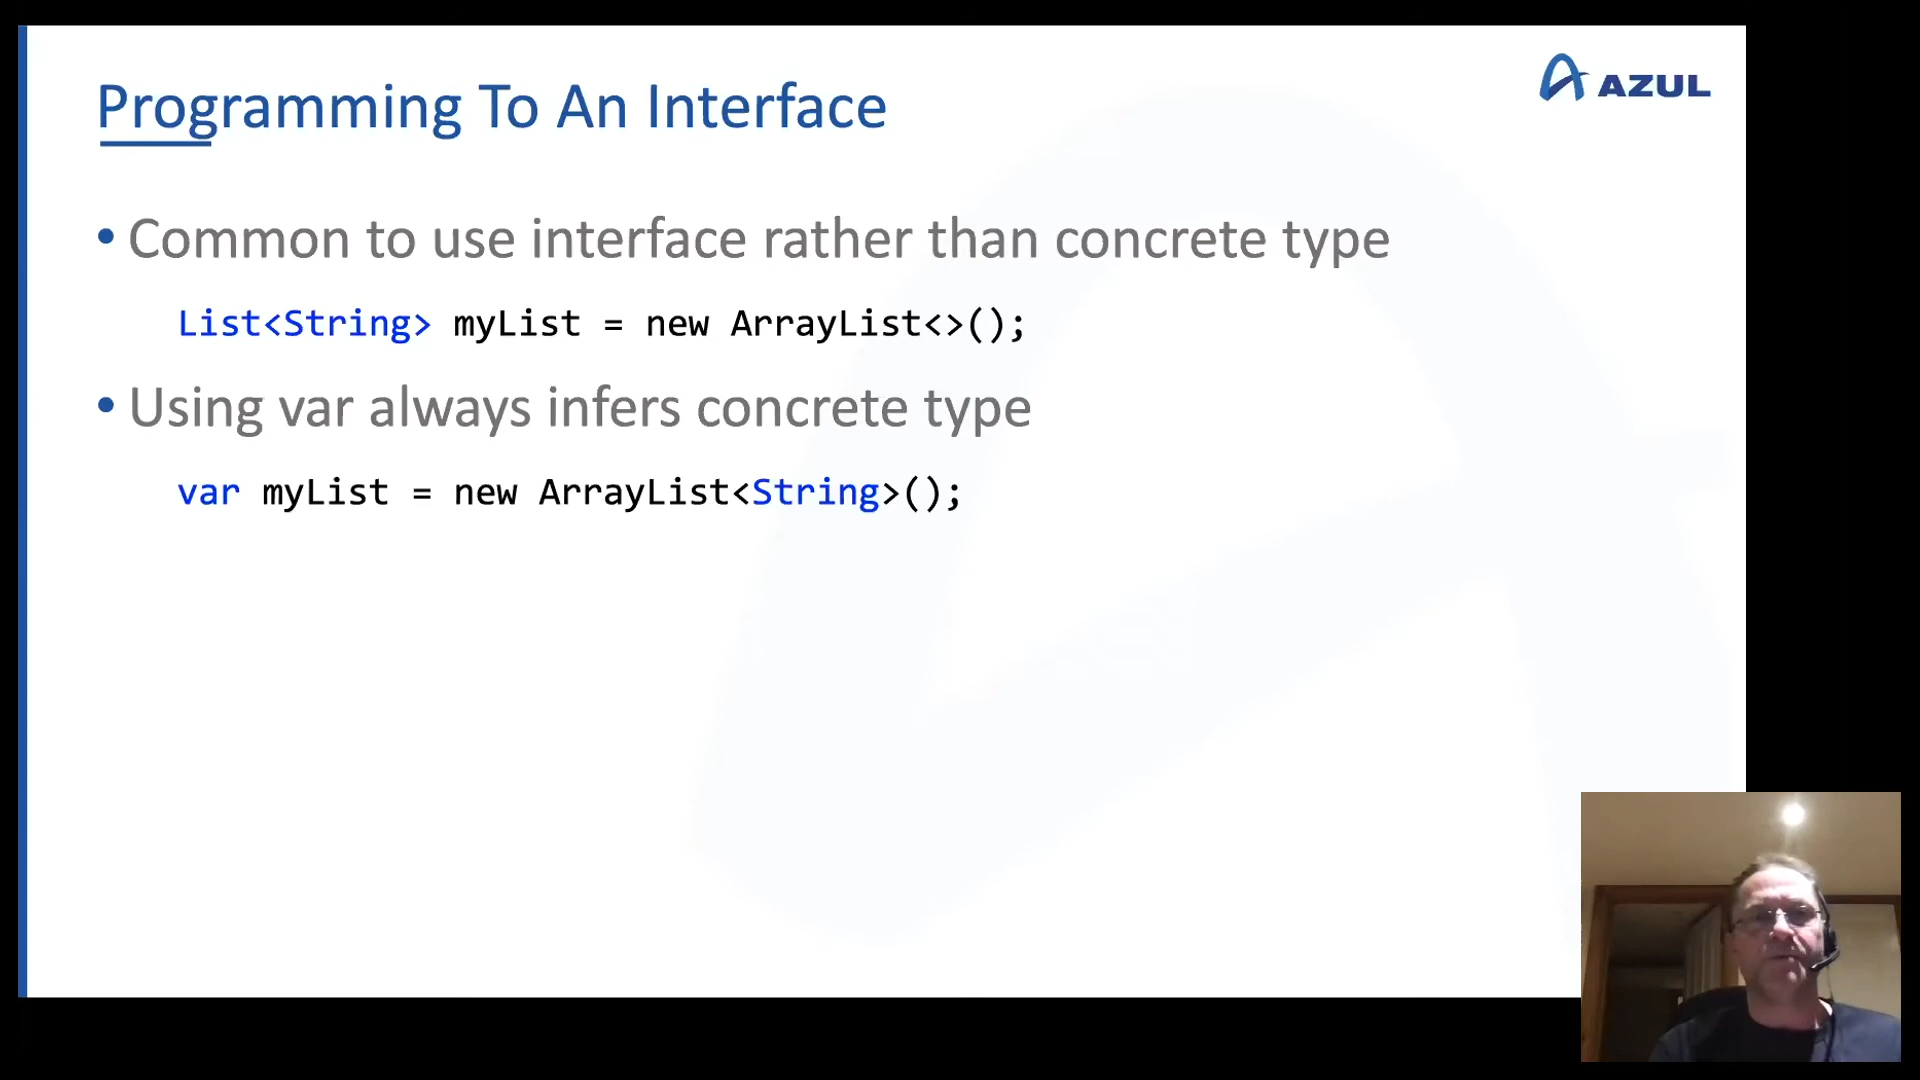 Programming To An Interface
AZUL
• Common to use interface rather than concrete type
List<String> myList = new ArrayList<>();
• Using var always infers concrete type
var myList = new ArrayList<String>();